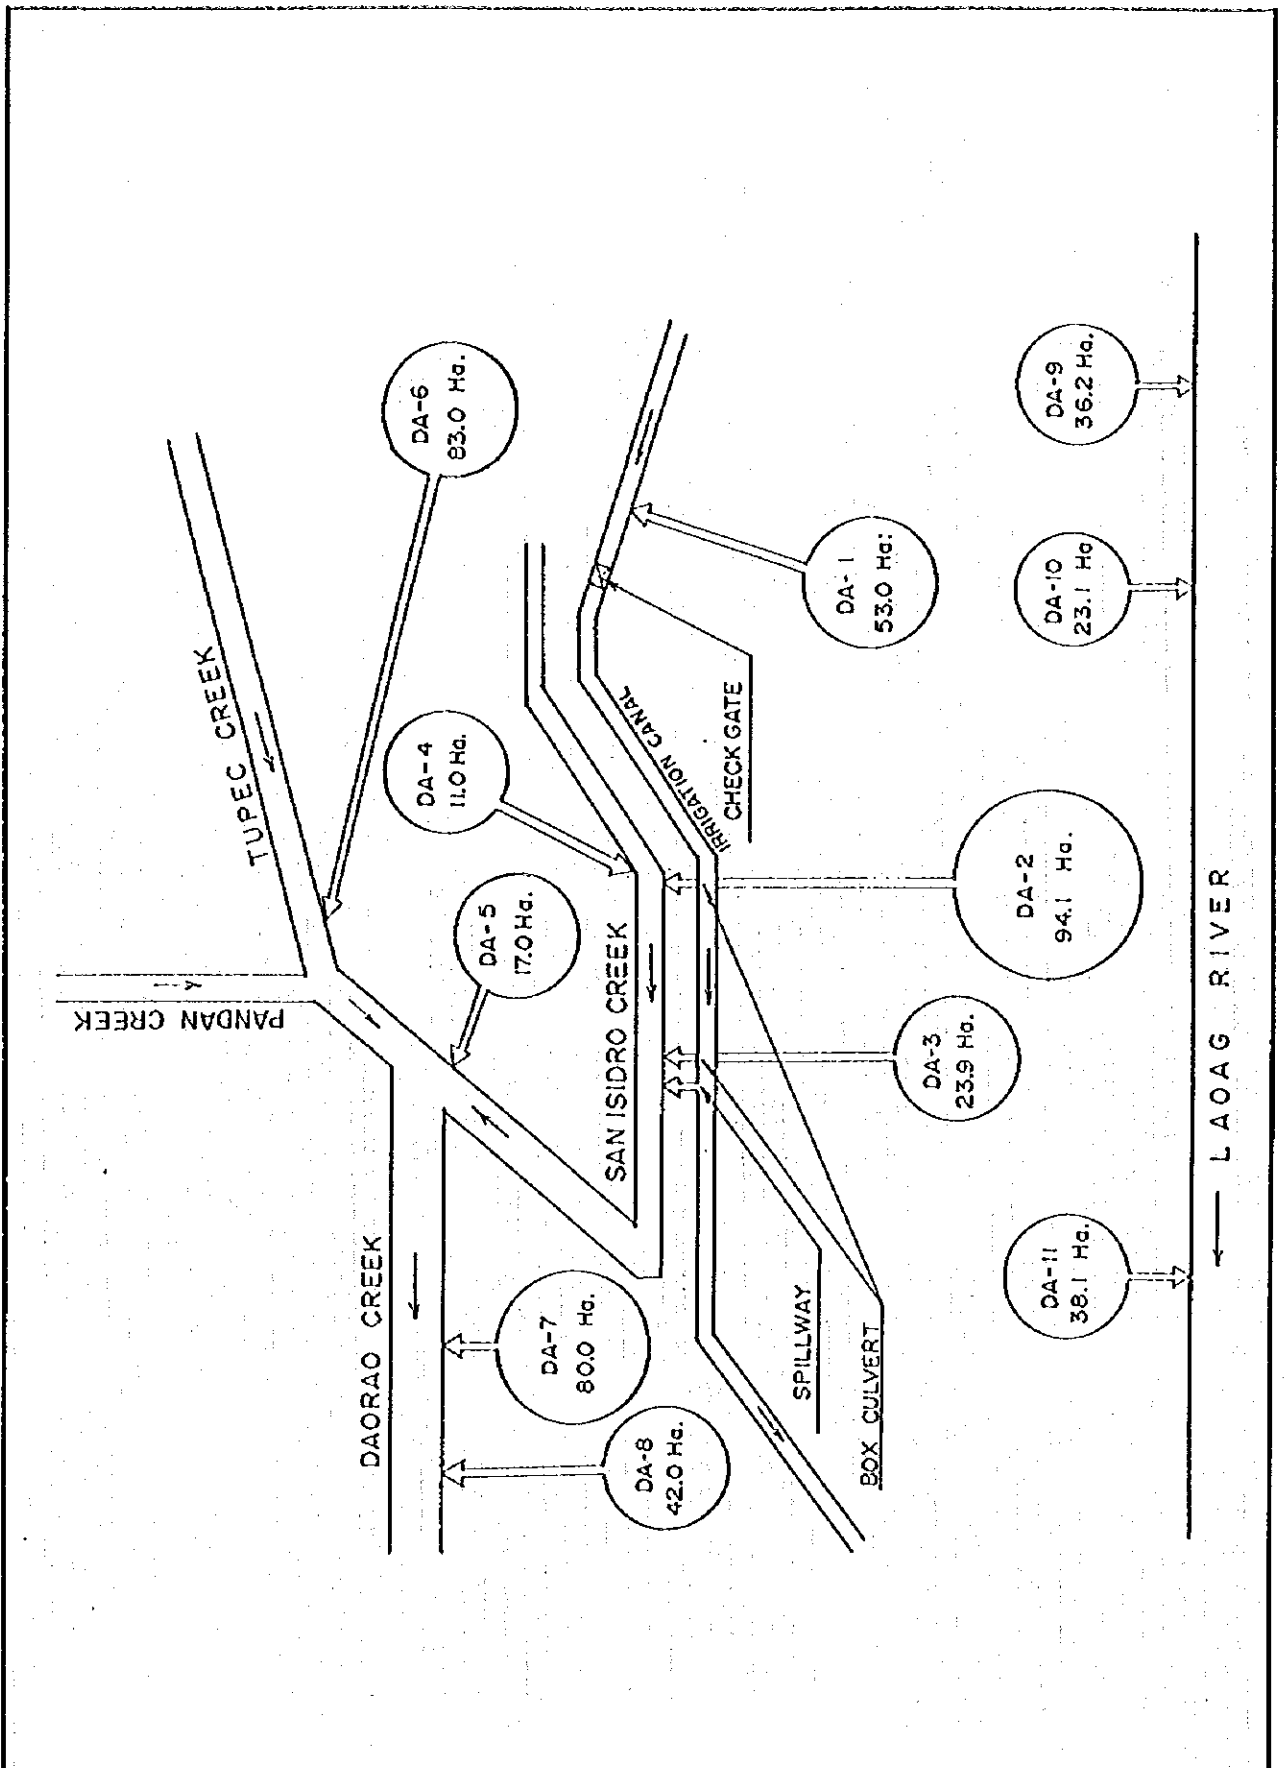 PANDAN CREEK
TUPEC CREEK
DAORAO CREEK
DA-6
83.0 Ha.
DA-4
11.0 Ha.
DA-5
17.0 Ha.
SAN ISIDRO CREEK
DA-7
80.0 Ha.
DA-8
42.0 Ha.
IRRIGATION CANAL
CHECK GATE
DA-1
53.0 Ha.
SPILLWAY
BOX CULVERT
DA-3
23.9 Ha.
DA-2
94.1 Ha.
DA-11
38.1 Ha.
DA-10
23.1 Ha
DA-9
36.2 Ha.
LAOAG RIVER